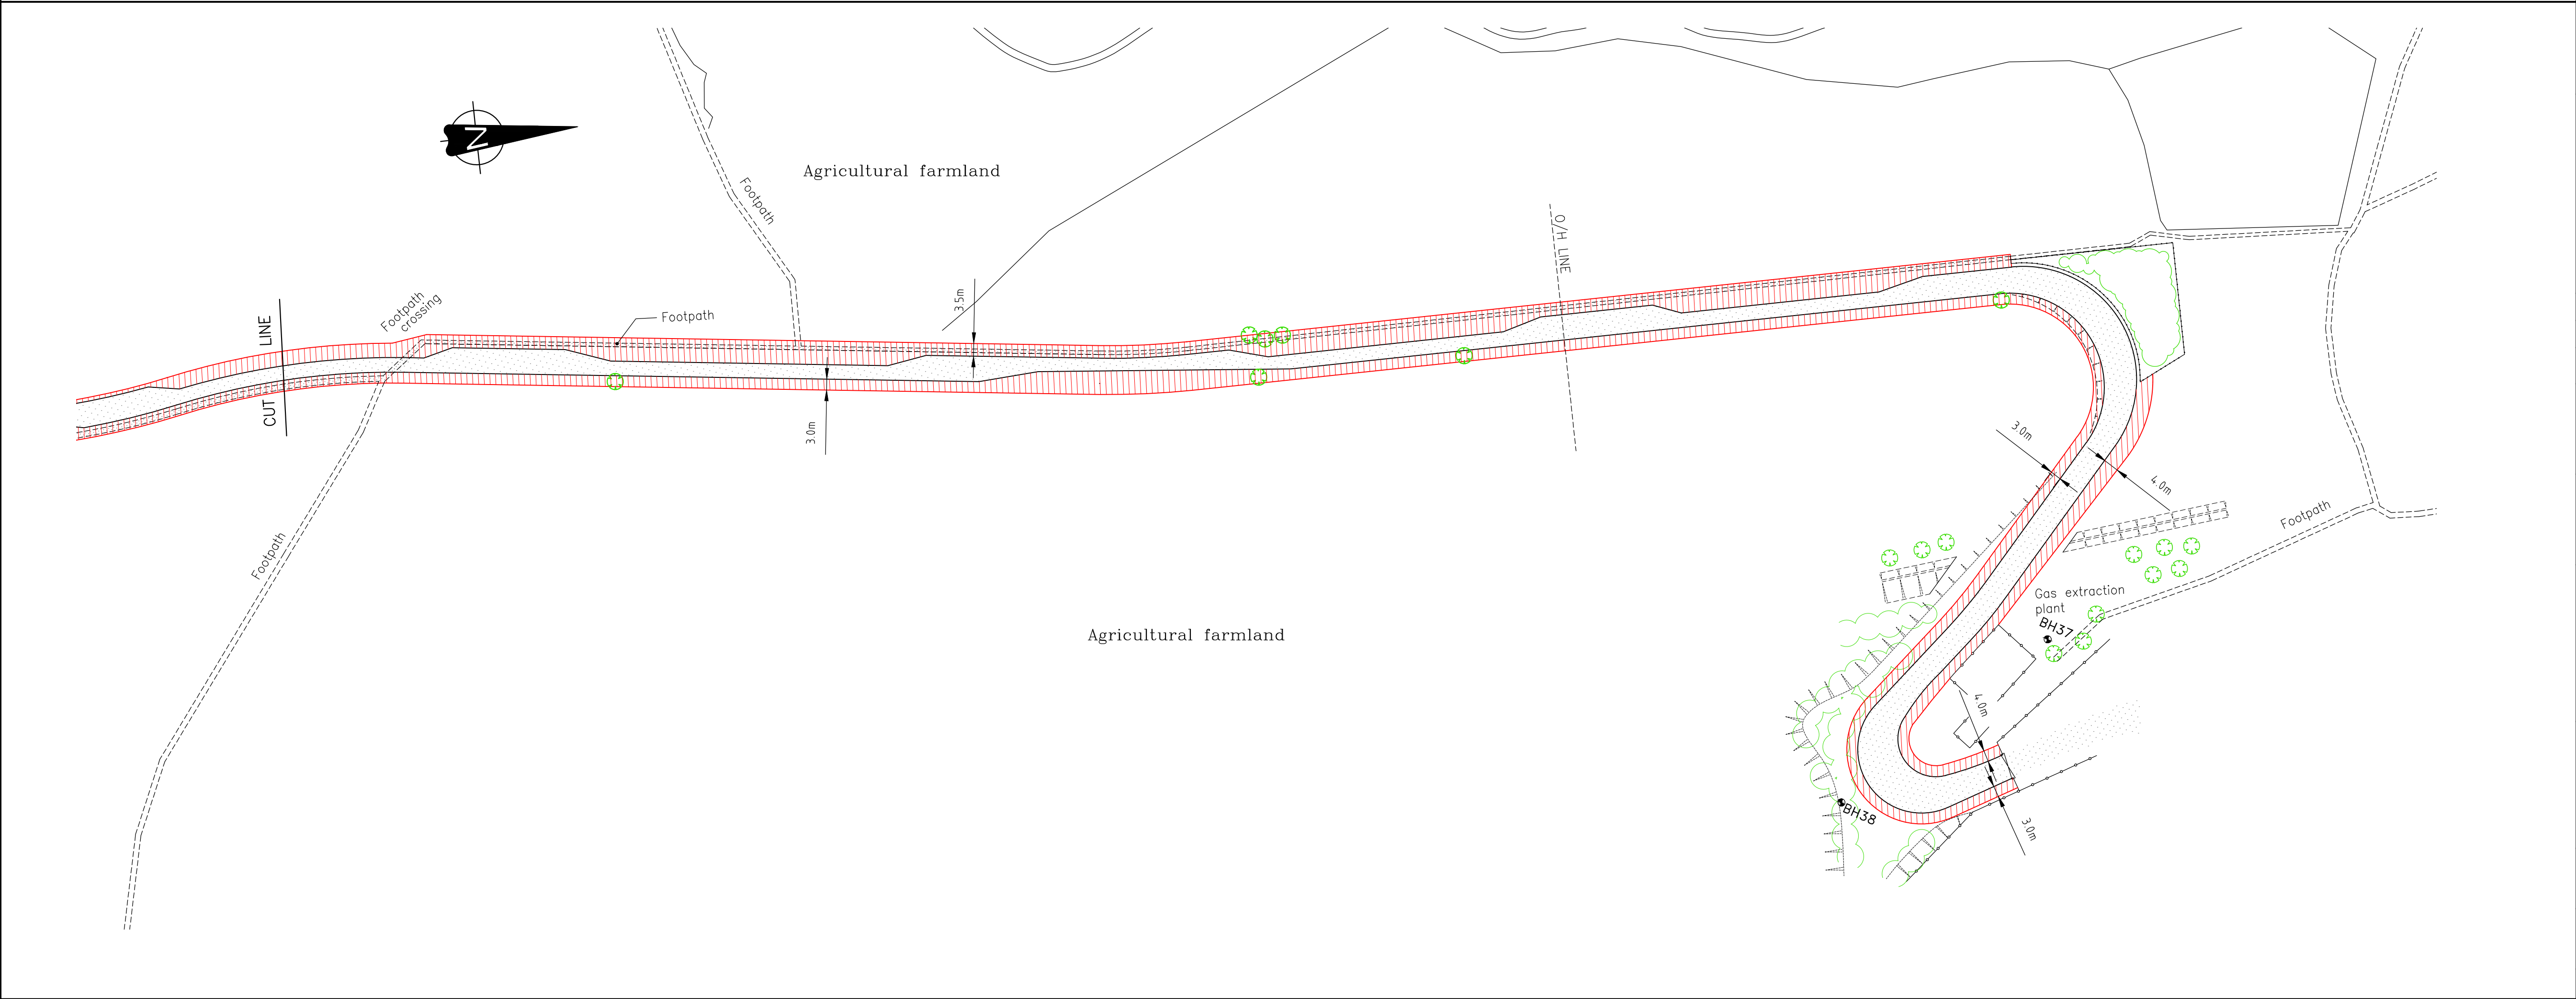 N
Agricultural farmland
Footpath
O/H LINE
Footpath
crossing
CUT LINE
Footpath
3.5m
3.0m
3.0m
4.0m
Footpath
Footpath
Gas extraction
plant
BH37
Agricultural farmland
4.0m
BH38
3.0m